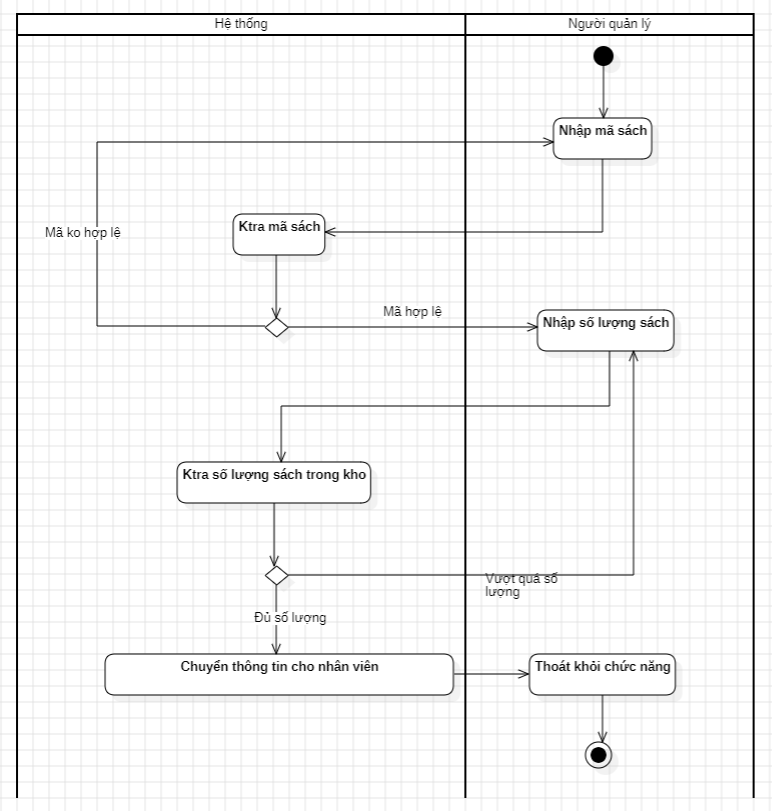 Hệ thống
Người quản lý
Nhập mã sách
Ktra mã sách
Mã ko hợp lệ
Mã hợp lệ
Nhập số lượng sách
Ktra số lượng sách trong kho
Vượt quá số
lượng
Đủ số lượng
Chuyển thông tin cho nhân viên
Thoát khỏi chức năng